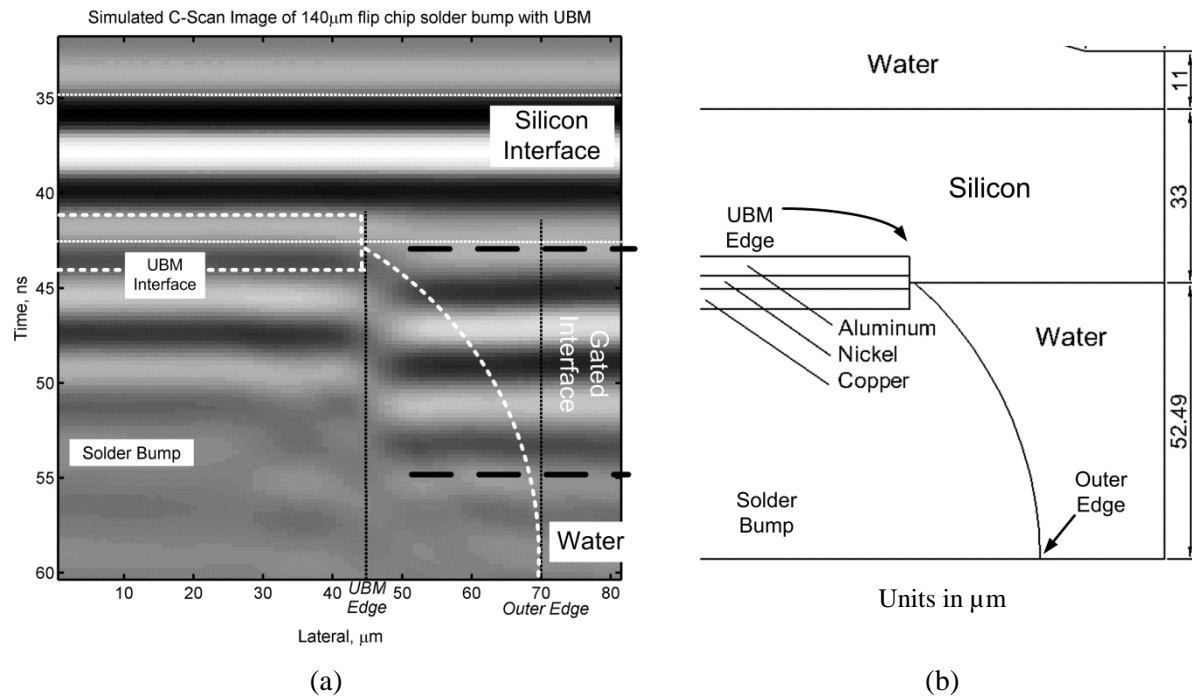 Simulated C-Scan Image of 140μm flip chip solder bump with UBM
Silicon
Interface
UBM
Interface
Gated
Interface
Solder Bump
Water
35
40
45
50
55
60
Time, ns
10
20
30
40
50
60
70
80
UBM
Edge
Outer Edge
Lateral, μm
(a)
Water
11
Silicon
33
UBM
Edge
Aluminum
Nickel
Copper
Water
52.49
Solder
Bump
Outer
Edge
Units in µm
(b)